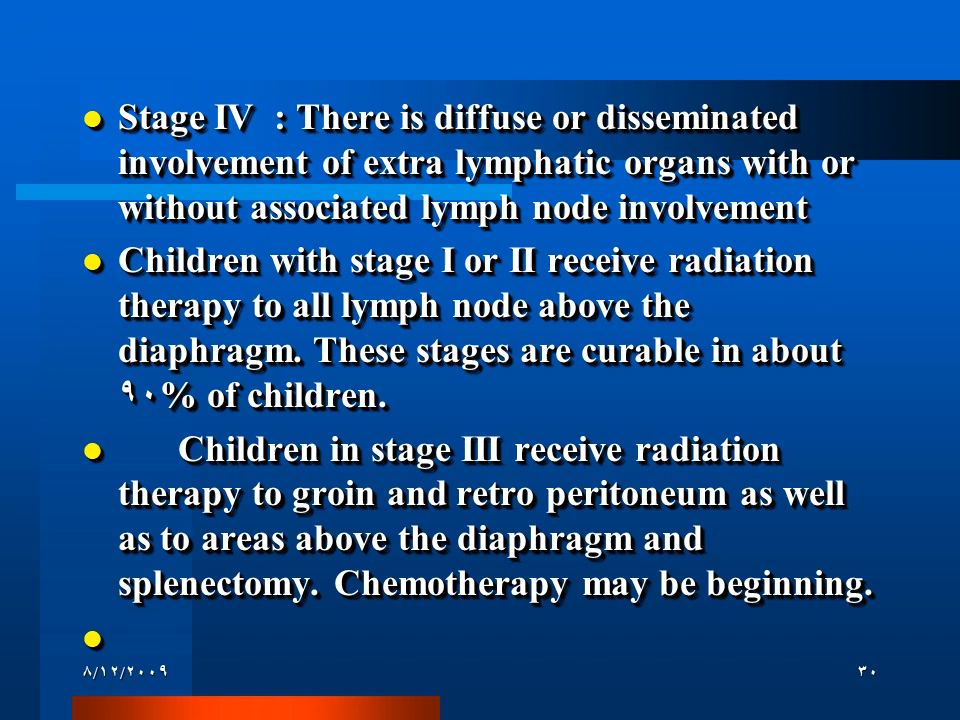 ● Stage IV : There is diffuse or disseminated
involvement of extra lymphatic organs with or
without associated lymph node involvement
● Children with stage I or II receive radiation
therapy to all lymph node above the
diaphragm. These stages are curable in about
٩٠% of children.
● Children in stage III receive radiation
therapy to groin and retro peritoneum as well
as to areas above the diaphragm and
splenectomy. Chemotherapy may be beginning.
●
٨/١٢/٢٠٠٩
٣٠